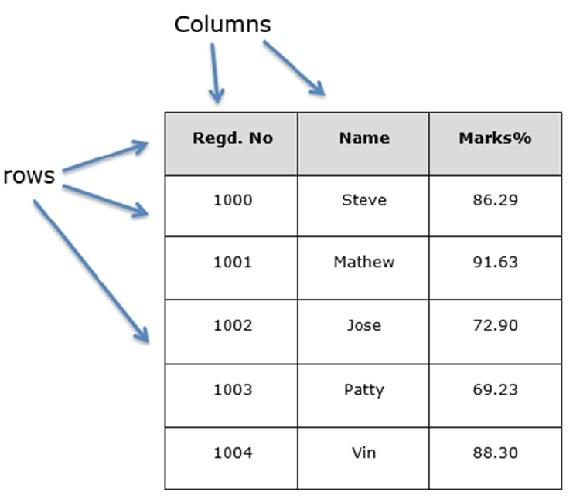 Columns
rows
Regd. No Name Marks%
1000 Steve 86.29
1001 Mathew 91.63
1002 Jose 72.90
1003 Patty 69.23
1004 Vin 88.30